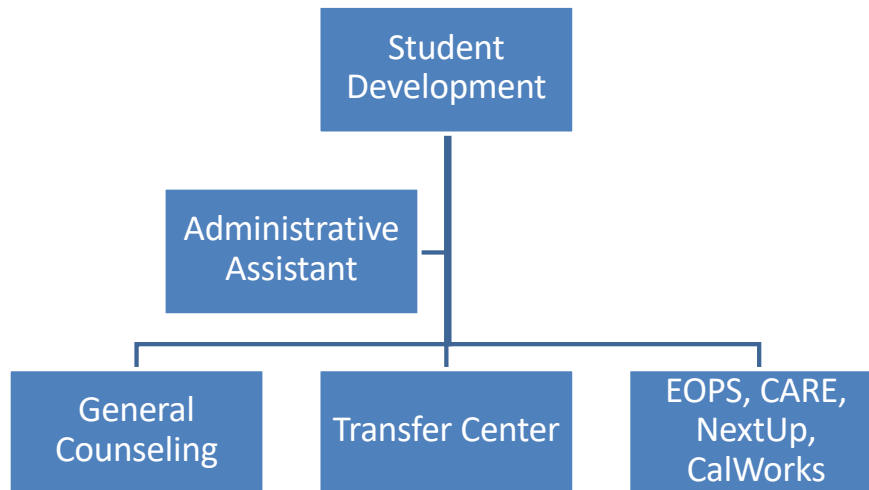 Student
Development
Administrative
Assistant
General
Counseling
Transfer Center
EOPS, CARE,
NextUp,
CalWorks